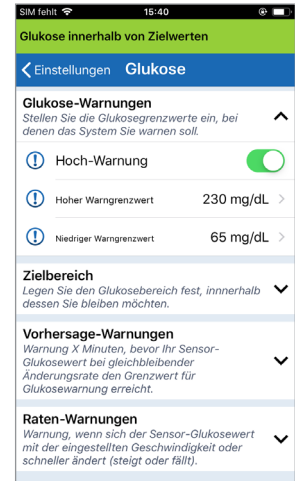 SIM fehlt 15:40
Glukose innerhalb von Zielwerten
Einstellungen Glukose
Glukose-Warnungen
Stellen Sie die Glukosegrenzwerte ein, bei
denen das System Sie warnen soll.
Hoch-Warnung
Hoher Warngrenzwert 230 mg/dL
Niedriger Warngrenzwert 65 mg/dL
Zielbereich
Legen Sie den Glukosebereich fest, innnerhalb
dessen Sie bleiben möchten.
Vorhersage-Warnungen
Warnung X Minuten, bevor Ihr Sensor-
Glukosewert bei gleichbleibender
Änderungsrate den Grenzwert für
Glukosewarnung erreicht.
Raten-Warnungen
Warnung, wenn sich der Sensor-Glukosewert
mit der eingestellten Geschwindigkeit oder
schneller ändert (steigt oder fällt).